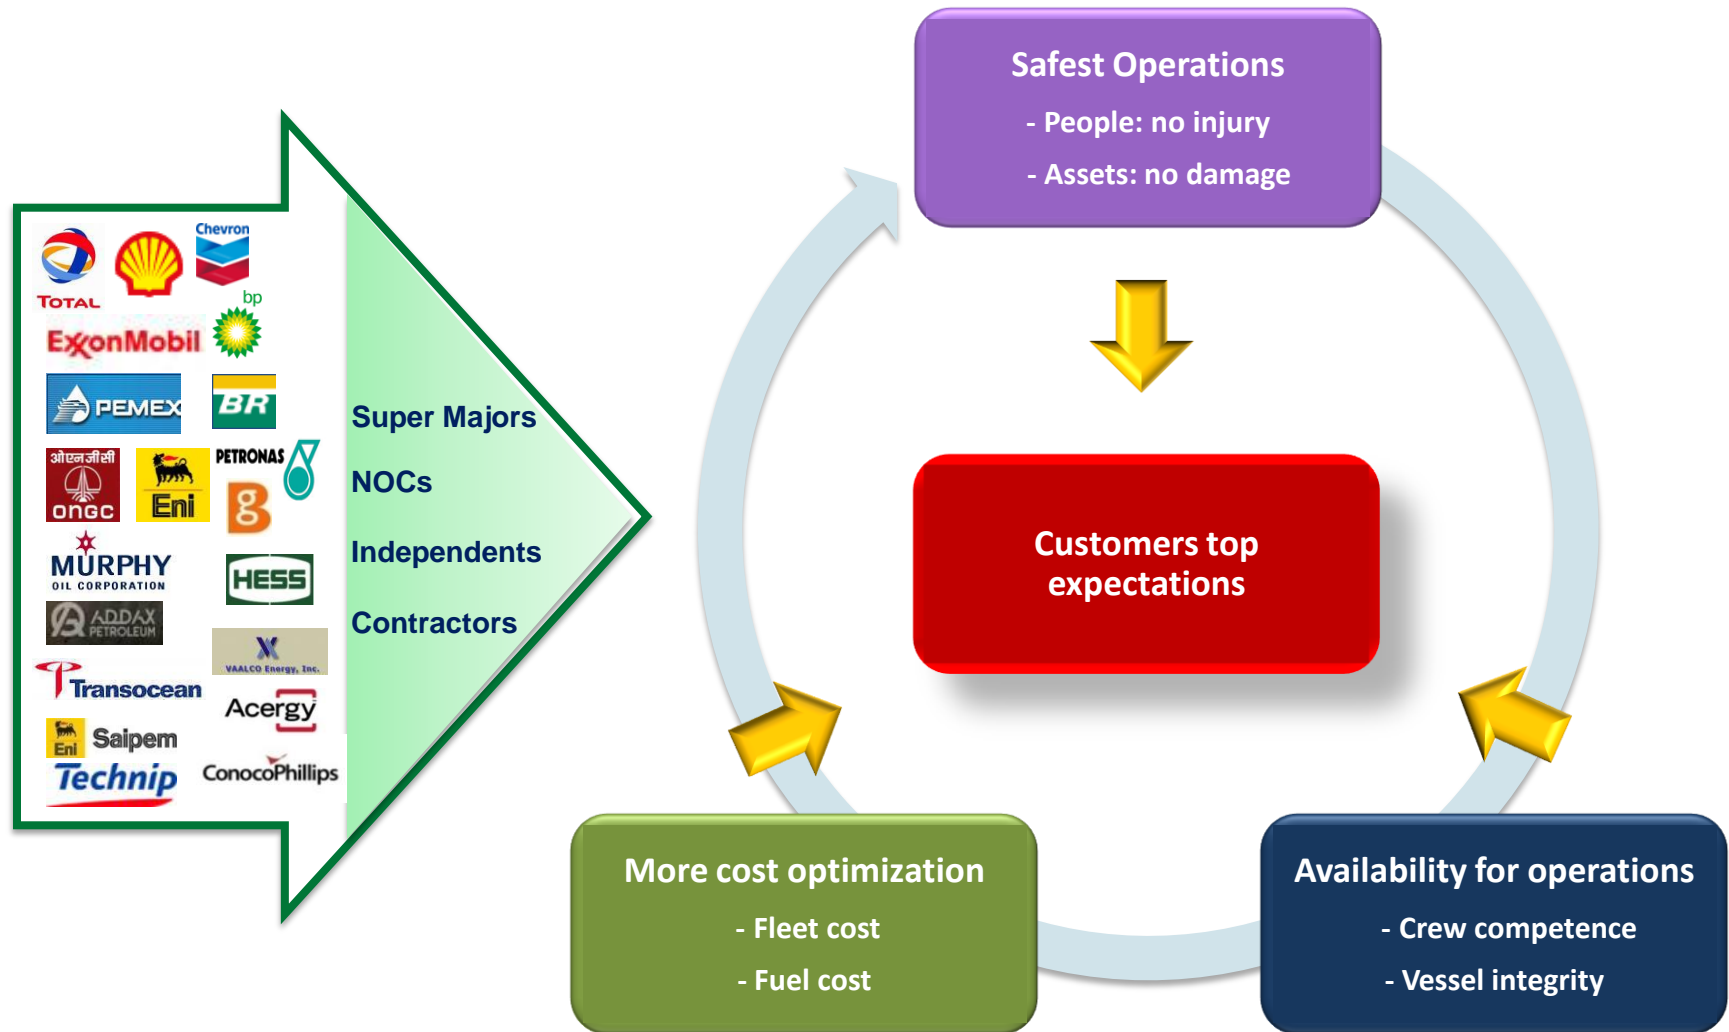 Chevron
TOTAL
bp
ExxonMobil
PEMEX
BR
ओएनजीसी
ONGC
Eni
PETRONAS
g
MURPHY
OIL CORPORATION
HESS
ADDAX
PETROLEUM
VAALCO Energy, Inc.
Transocean
Acergy
Eni
Saipem
Technip
ConocoPhillips
Super Majors
NOCs
Independents
Contractors
Safest Operations
- People: no injury
- Assets: no damage
Customers top
expectations
More cost optimization
- Fleet cost
- Fuel cost
Availability for operations
- Crew competence
- Vessel integrity